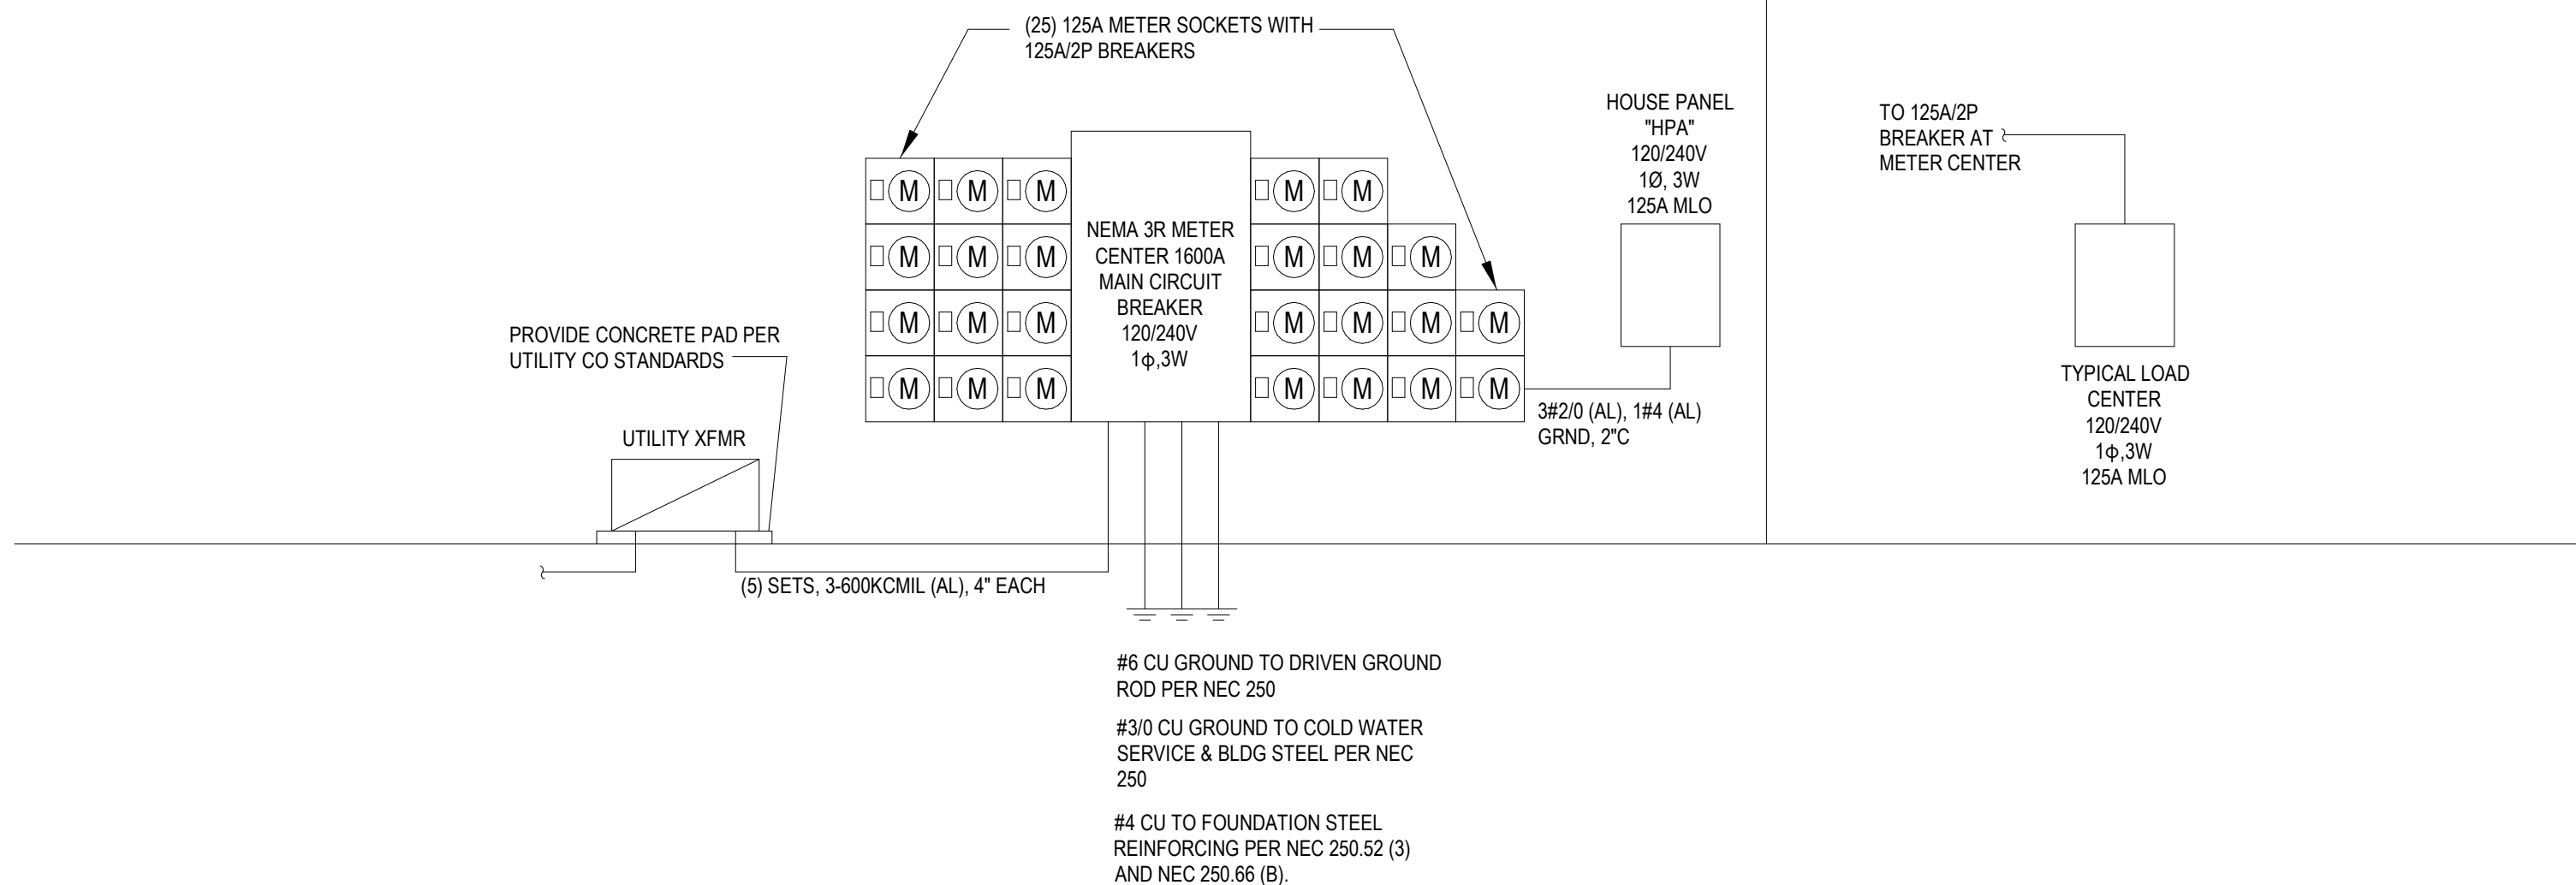 (25) 125A METER SOCKETS WITH
125A/2P BREAKERS
HOUSE PANEL
"HPA"
120/240V
1Ø, 3W
125A MLO
TO 125A/2P
BREAKER AT
METER CENTER
M M M M M
M M M M M M
M M M M M M M
M M M M M M M
NEMA 3R METER
CENTER 1600A
MAIN CIRCUIT
BREAKER
120/240V
1ϕ,3W
PROVIDE CONCRETE PAD PER
UTILITY CO STANDARDS
UTILITY XFMR
3#2/0 (AL), 1#4 (AL)
GRND, 2"C
TYPICAL LOAD
CENTER
120/240V
1ϕ,3W
125A MLO
(5) SETS, 3-600KCMIL (AL), 4" EACH
#6 CU GROUND TO DRIVEN GROUND
ROD PER NEC 250
#3/0 CU GROUND TO COLD WATER
SERVICE & BLDG STEEL PER NEC
250
#4 CU TO FOUNDATION STEEL
REINFORCING PER NEC 250.52 (3)
AND NEC 250.66 (B).